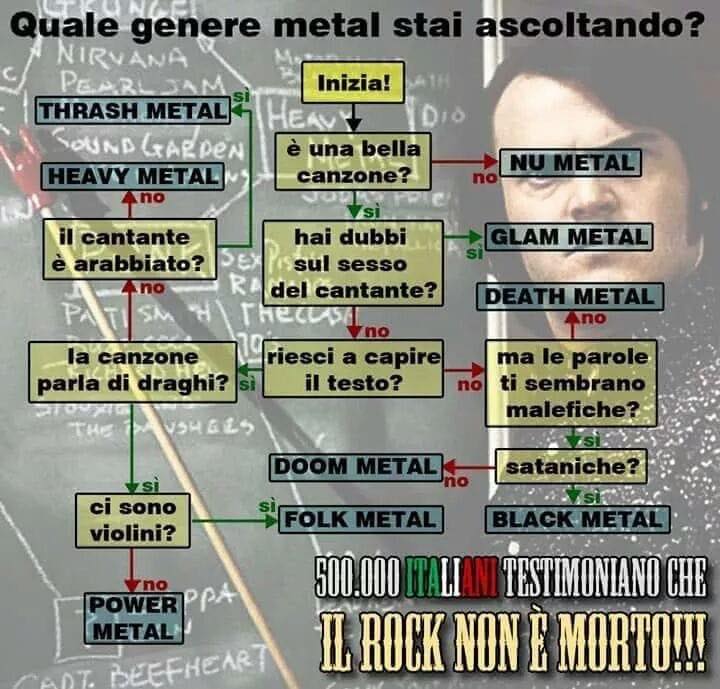 GRUNGE
Quale genere metal stai ascoltando?
NIRVANA
PEARL JAM
Inizia!
sì
THRASH METAL
HEAVY
DIO
SOUND GARDEN
è una bella
canzone?
NU METAL
no
HEAVY METAL
no
sì
il cantante
è arabbiato?
hai dubbi
sul sesso
del cantante?
sì
GLAM METAL
DEATH METAL
no
no
no
PATTI SMITH
THE CLASH
la canzone
parla di draghi?
sì
riesci a capire
il testo?
no
ma le parole
ti sembrano
malefiche?
THE BANSHEES
sì
DOOM METAL
no
sataniche?
sì
sì
ci sono
violini?
sì
FOLK METAL
BLACK METAL
no
POWER
METAL
500.000 ITALIANI TESTIMONIANO CHE
IL ROCK NON È MORTO!!!
CAPT. BEEFHEART